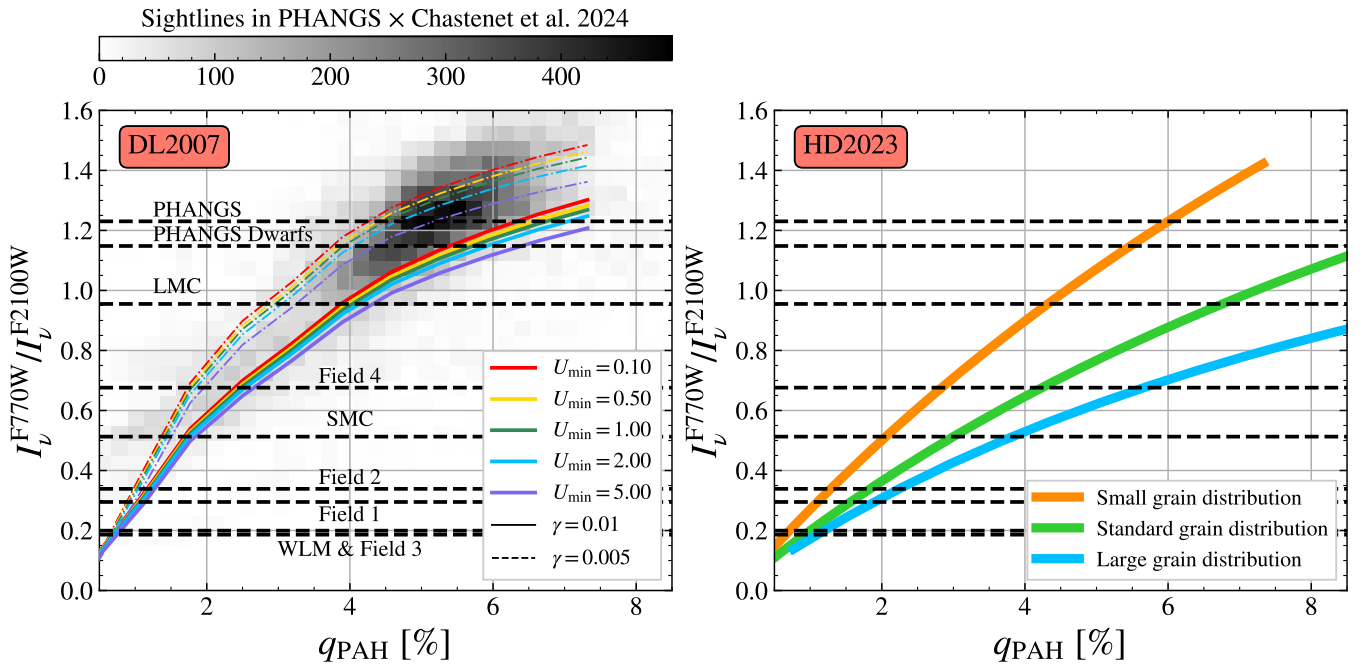 Sightlines in PHANGS × Chastenet et al. 2024
0 100 200 300 400
DL2007
PHANGS
PHANGS Dwarfs
LMC
Field 4
SMC
Field 2
Field 1
WLM & Field 3
U_min = 0.10
U_min = 0.50
U_min = 1.00
U_min = 2.00
U_min = 5.00
γ = 0.01
γ = 0.005
1.6
1.4
1.2
1.0
0.8
0.6
0.4
0.2
0.0
2 4 6 8
q_PAH [%]
I_ν^F770W / I_ν^F2100W
HD2023
Small grain distribution
Standard grain distribution
Large grain distribution
1.6
1.4
1.2
1.0
0.8
0.6
0.4
0.2
0.0
2 4 6 8
q_PAH [%]
I_ν^F770W / I_ν^F2100W